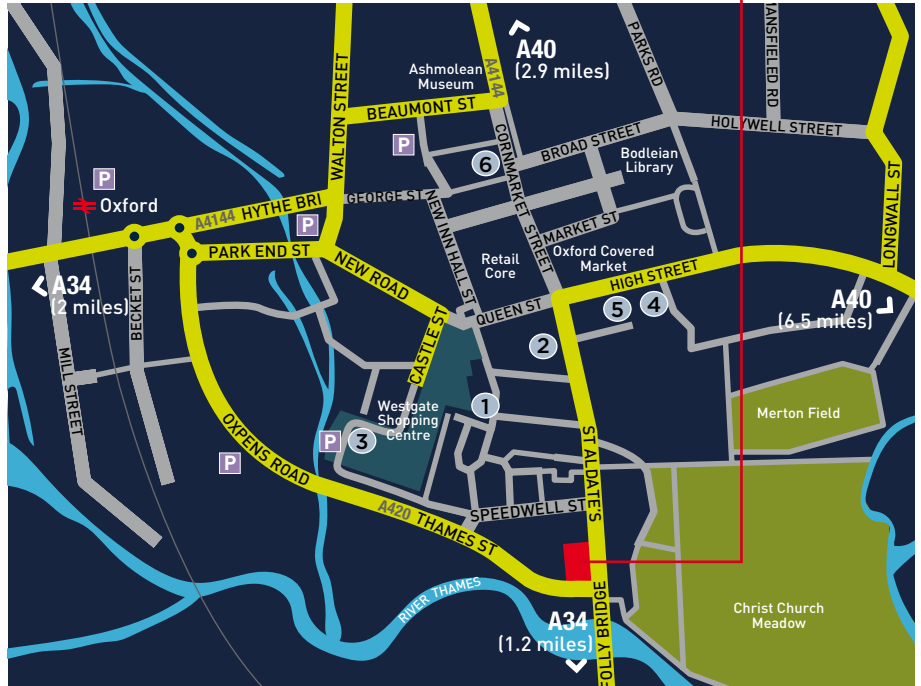 A40
(2.9 miles)
PARKS RD
MANSFIELED RD
Ashmolean
Museum
A4144
WALTON STREET
BEAUMONT ST
P
CORNMARKET STREET
BROAD STREET
HOLYWELL STREET
6
Bodleian
Library
P
Oxford
GEORGE ST
NEW INN HALL ST
LONGWALL ST
A4144 HYTHE BRI
P
MARKET ST
PARK END ST
NEW ROAD
Retail
Core
Oxford Covered
Market
HIGH STREET
A34
(2 miles)
BECKET ST
QUEEN ST
5
4
A40
(6.5 miles)
CASTLE ST
2
MILL STREET
Westgate
Shopping
Centre
1
Merton Field
OXPENS ROAD
P
3
P
ST ALDATE'S
A420 THAMES ST
SPEEDWELL ST
RIVER THAMES
FOLLY BRIDGE
Christ Church
Meadow
A34
(1.2 miles)